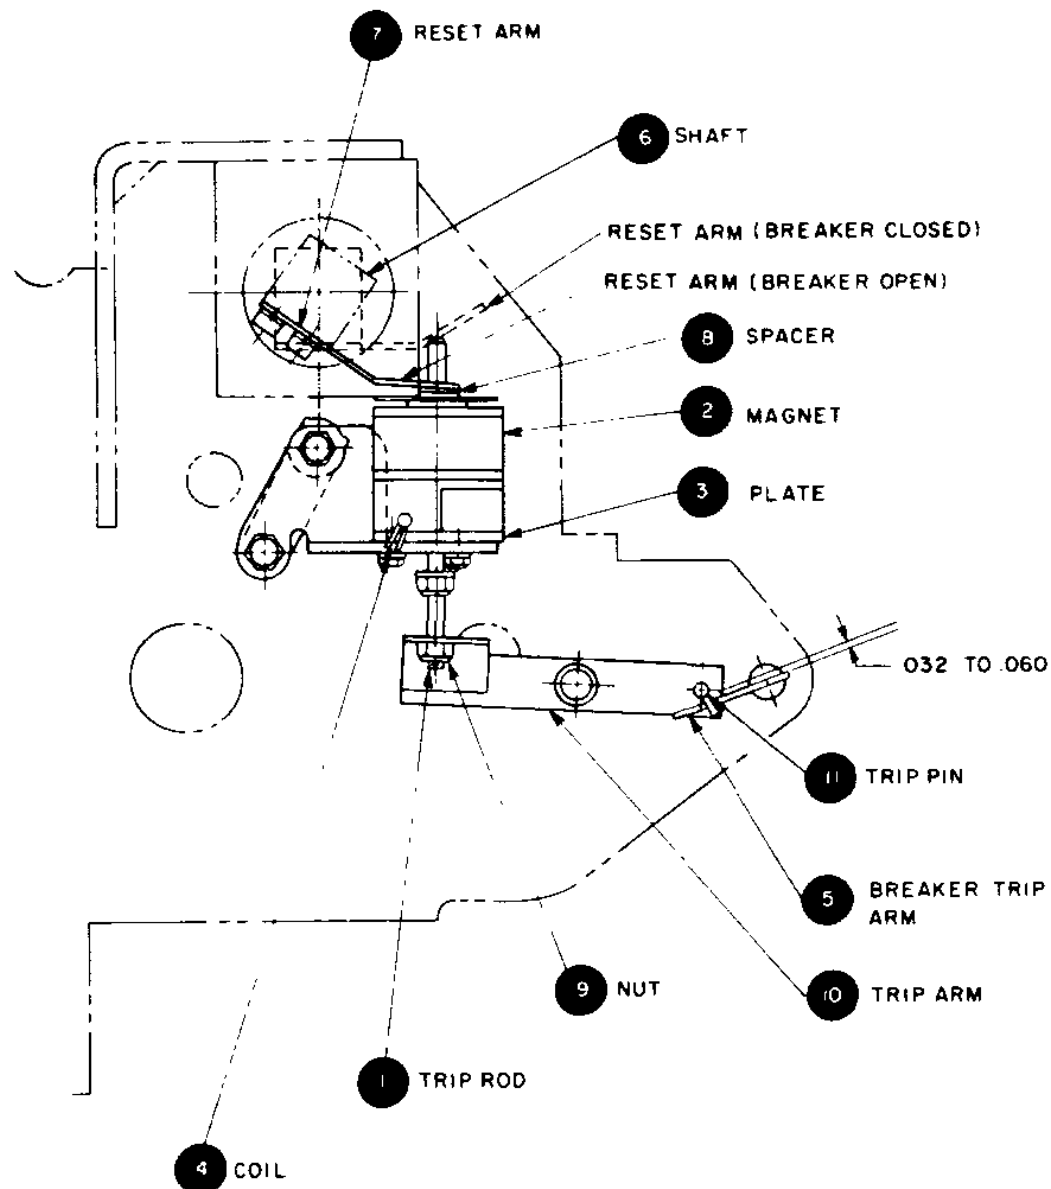 7 RESET ARM
6 SHAFT
RESET ARM (BREAKER CLOSED)
RESET ARM (BREAKER OPEN)
8 SPACER
2 MAGNET
3 PLATE
032 TO .060
11 TRIP PIN
5 BREAKER TRIP
ARM
9 NUT
10 TRIP ARM
1 TRIP ROD
4 COIL